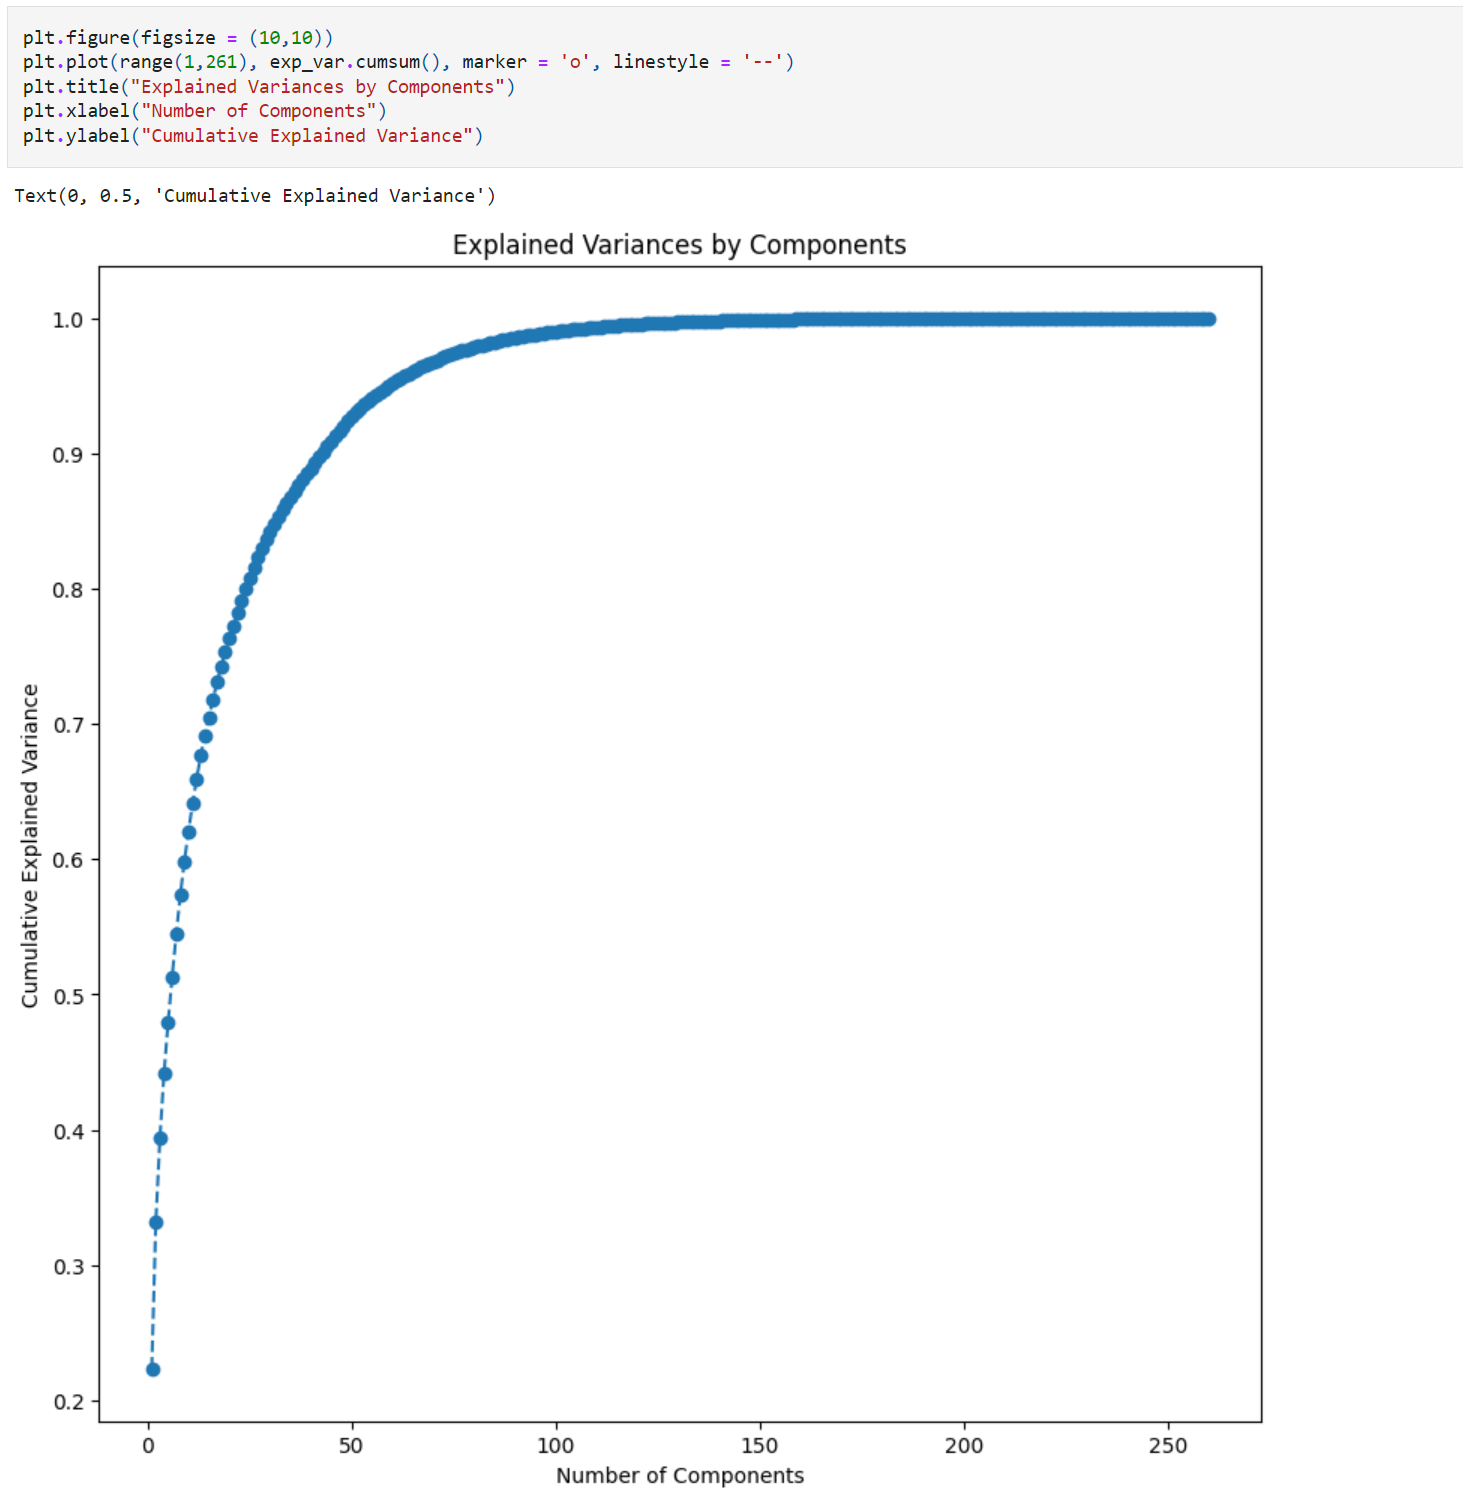 plt.figure(figsize = (10,10))
plt.plot(range(1,261), exp_var.cumsum(), marker = 'o', linestyle = '--')
plt.title("Explained Variances by Components")
plt.xlabel("Number of Components")
plt.ylabel("Cumulative Explained Variance")
Text(0, 0.5, 'Cumulative Explained Variance')
Explained Variances by Components
1.0
0.9
0.8
0.7
0.6
0.5
0.4
0.3
0.2
Cumulative Explained Variance
0 50 100 150 200 250
Number of Components